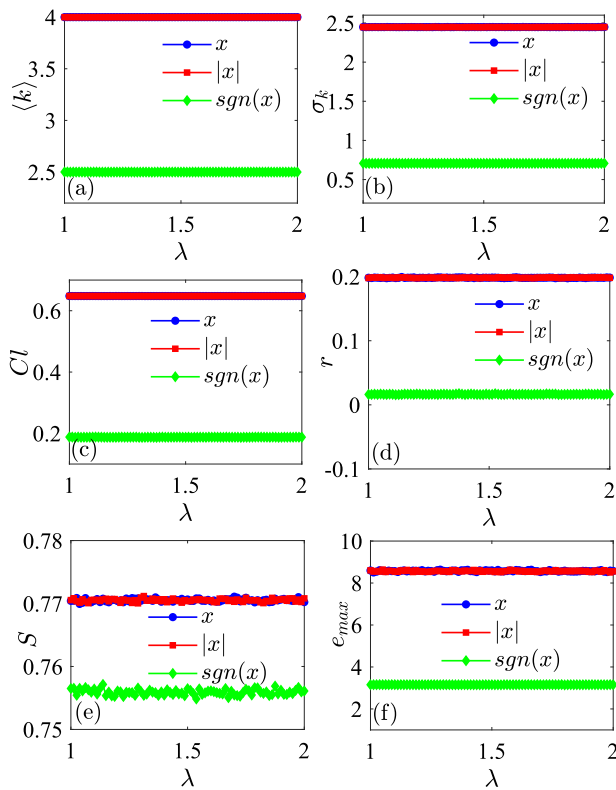 4
3.5
3
2.5
⟨k⟩
x
|x|
sgn(x)
(a)
1
1.5
2
λ
2.5
2
1.5
1
0.5
σk
x
|x|
sgn(x)
(b)
1
1.5
2
λ
0.6
0.4
0.2
Cl
x
|x|
sgn(x)
(c)
1
1.5
2
λ
0.2
0.1
0
-0.1
r
x
|x|
sgn(x)
(d)
1
1.5
2
λ
0.78
0.77
0.76
0.75
S
x
|x|
sgn(x)
(e)
1
1.5
2
λ
10
8
6
4
2
emax
x
|x|
sgn(x)
(f)
1
1.5
2
λ